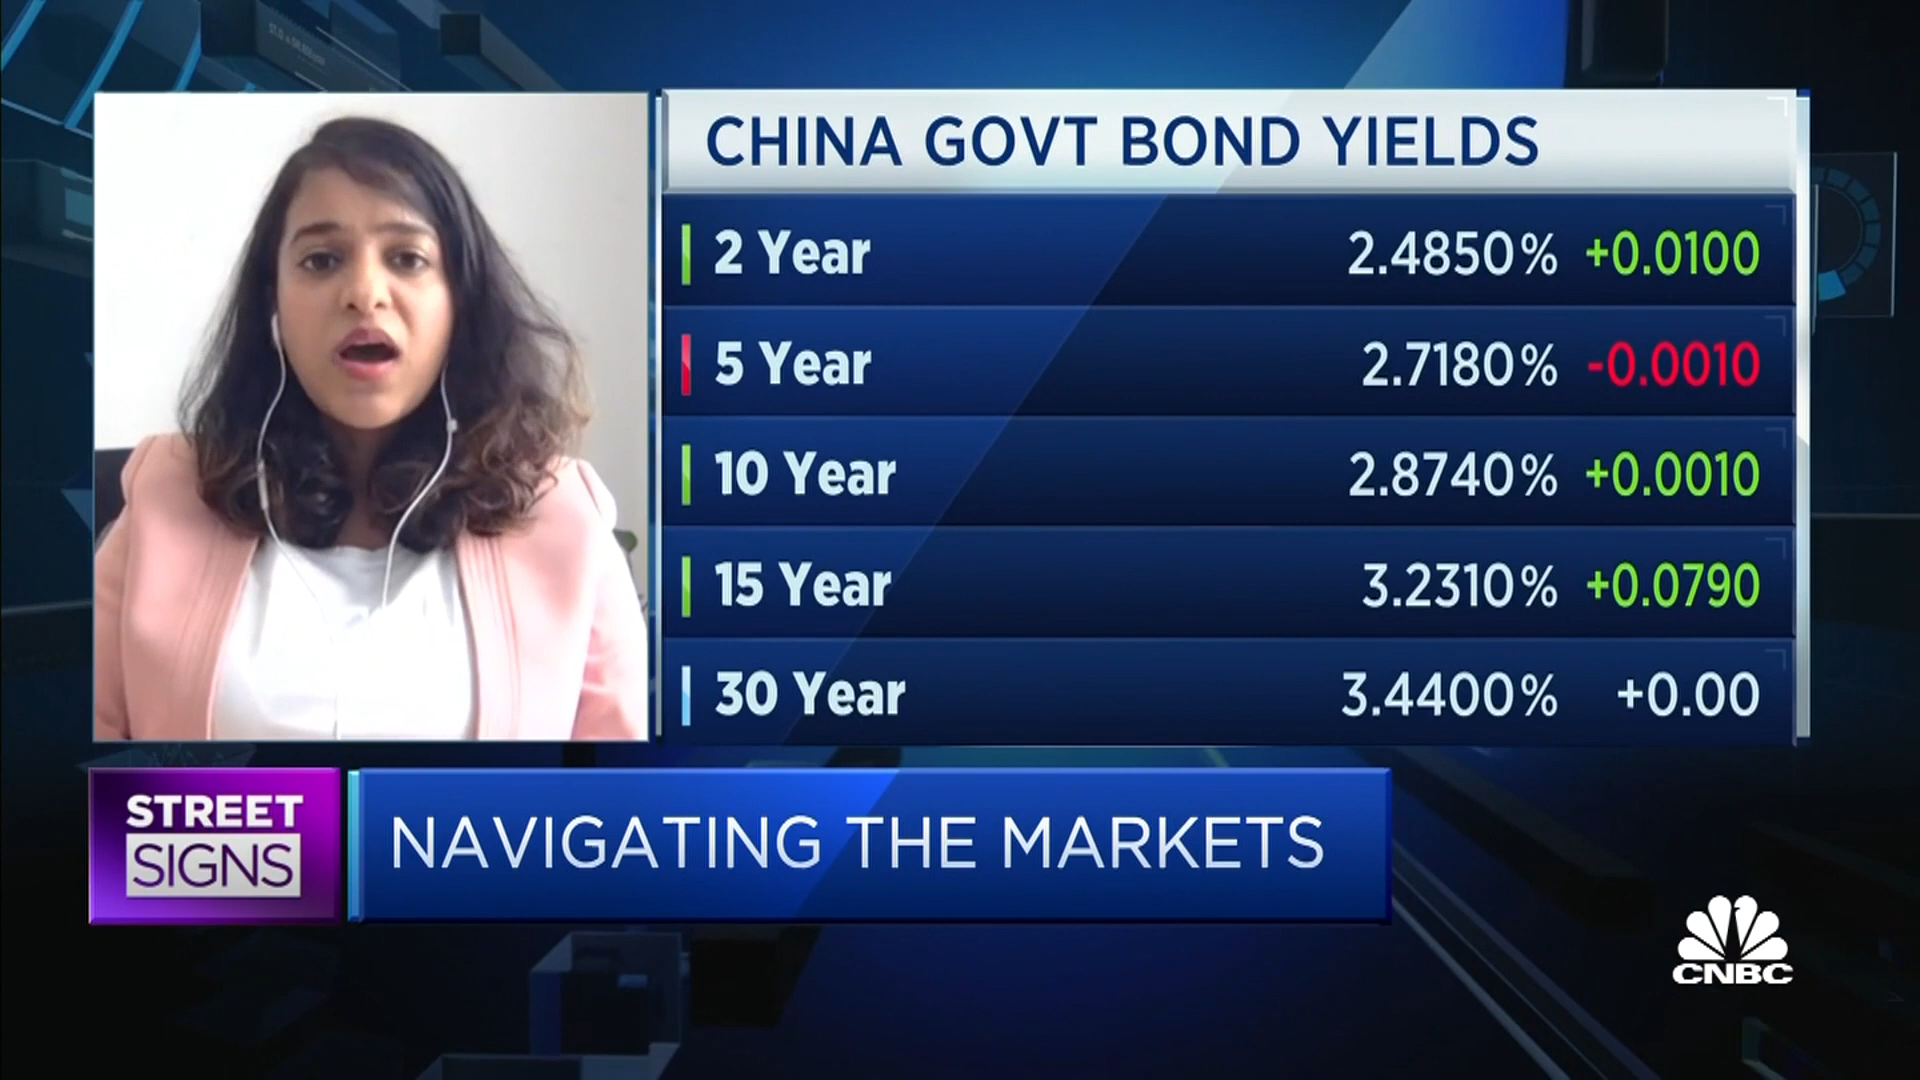 CHINA GOVT BOND YIELDS
2 Year 2.4850% +0.0100
5 Year 2.7180% -0.0010
10 Year 2.8740% +0.0010
15 Year 3.2310% +0.0790
30 Year 3.4400% +0.00
STREET
SIGNS
NAVIGATING THE MARKETS
CNBC